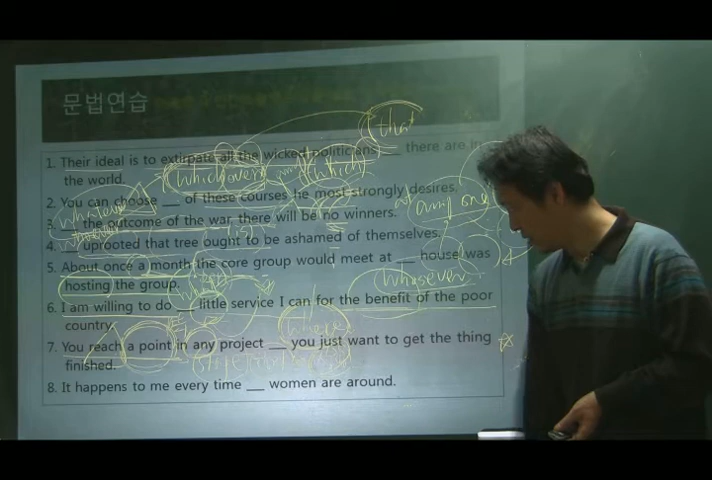 문법연습
1. Their ideal is to extirpate all the wicked politicians ___ there are in
the world.
that
whichever
which
2. You can choose ___ of these courses he most strongly desires.
whatever
3. ___ the outcome of the war, there will be no winners.
any one
4. ___ uprooted that tree ought to be ashamed of themselves.
5. About once a month the core group would meet at ___ house was
hosting the group.
whosever
6. I am willing to do ___ little service I can for the benefit of the poor
country.
where
7. You reach a point in any project ___ you just want to get the thing
finished.
8. It happens to me every time ___ women are around.